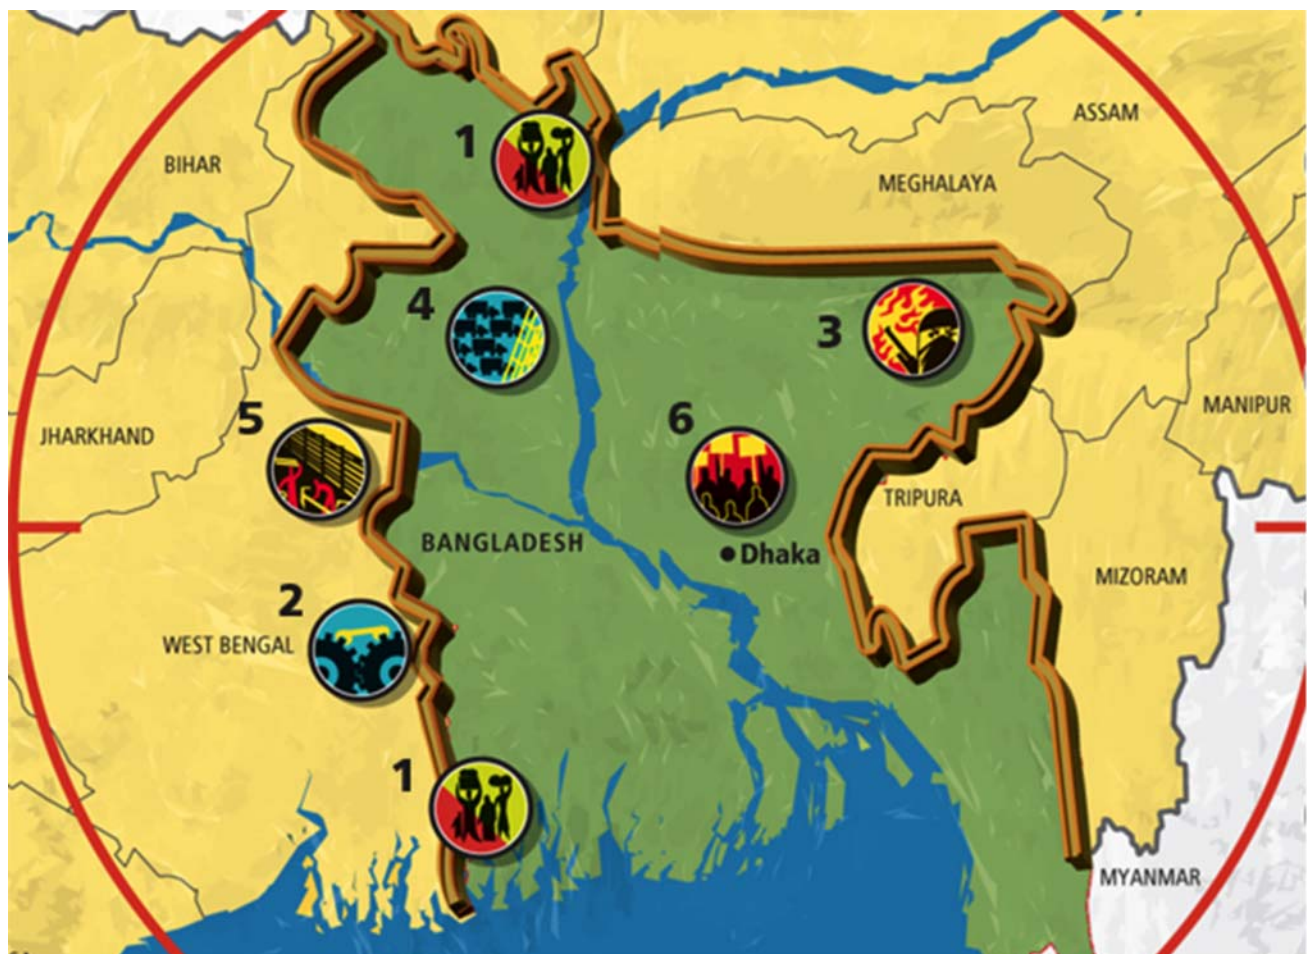 ASSAM
1
BIHAR
MEGHALAYA
4
3
MANIPUR
5
6
JHARKHAND
TRIPURA
BANGLADESH
Dhaka
MIZORAM
2
WEST BENGAL
1
MYANMAR